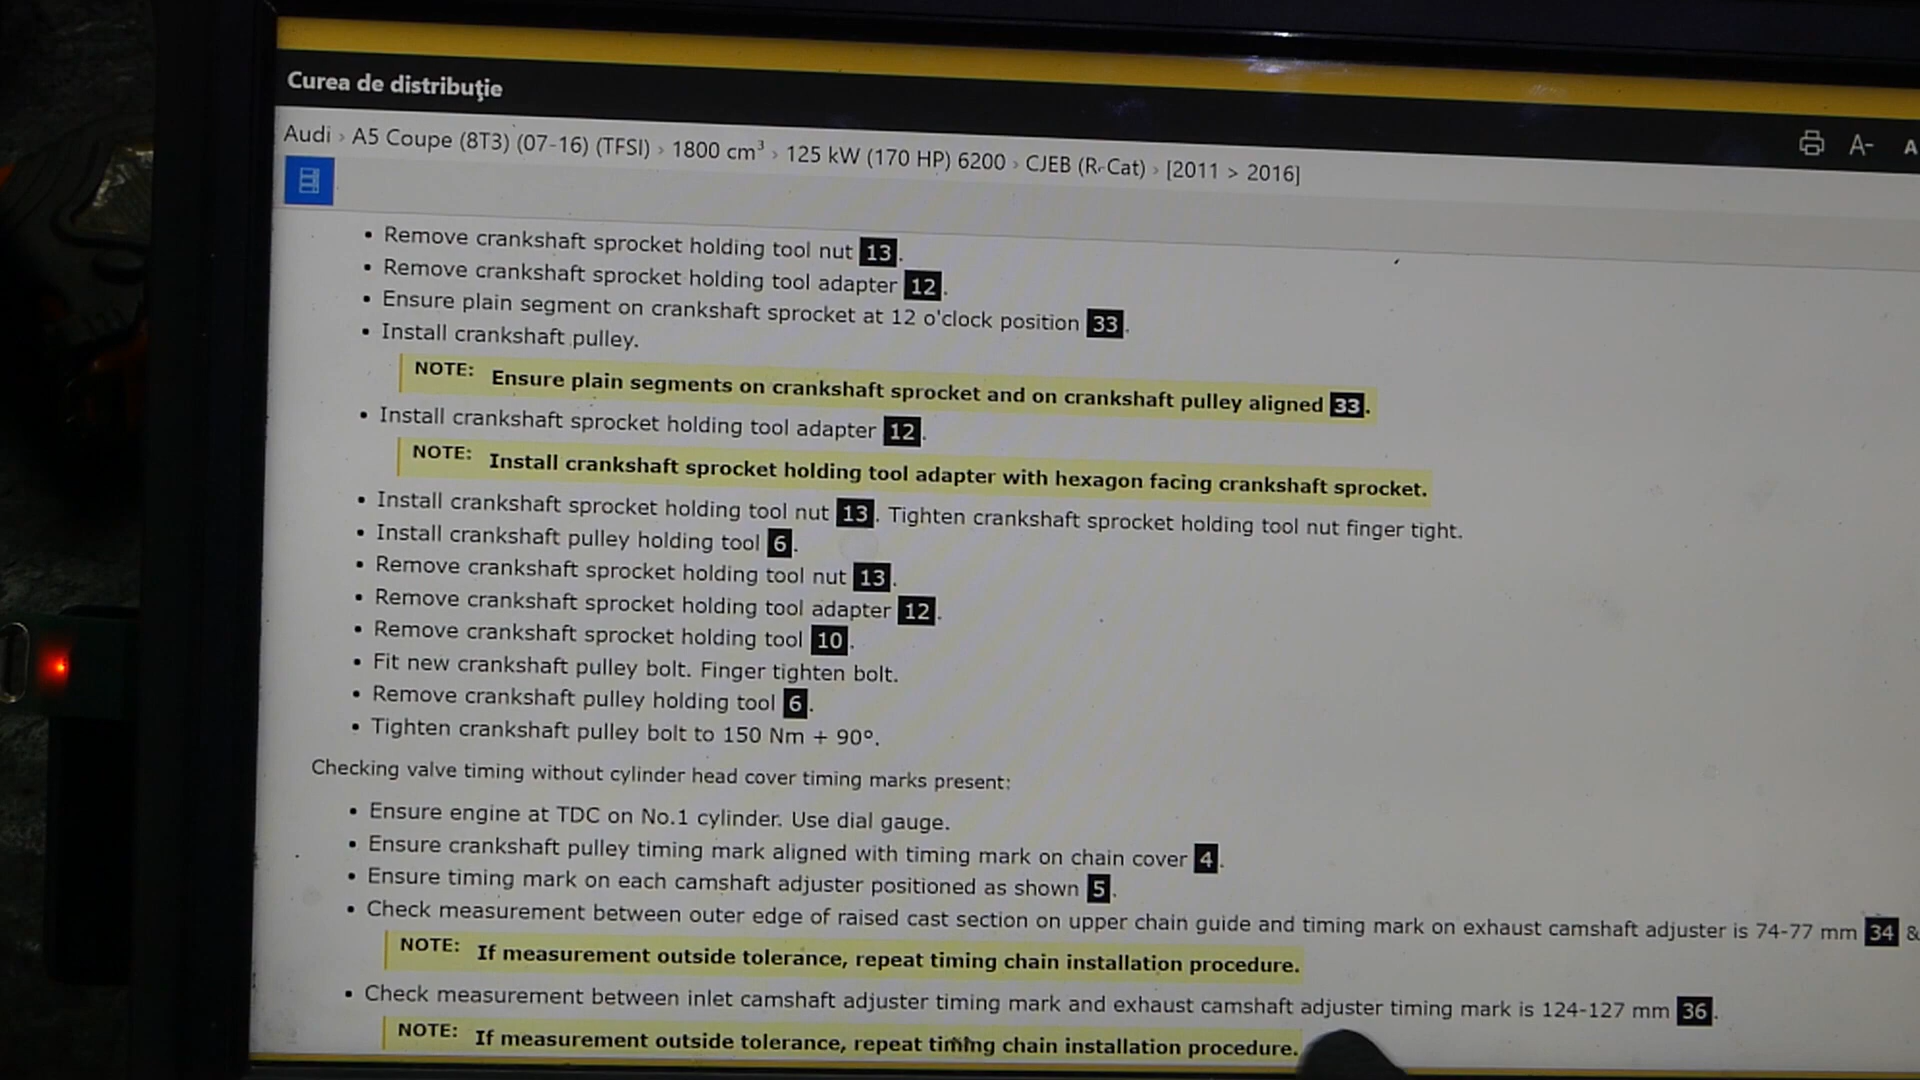 Curea de distribuţie
Audi › A5 Coupe (8T3) (07-16) (TFSI) › 1800 cm³ › 125 kW (170 HP) 6200 › CJEB (R-Cat) › [2011 > 2016]
A- A
• Remove crankshaft sprocket holding tool nut 13.
• Remove crankshaft sprocket holding tool adapter 12.
• Ensure plain segment on crankshaft sprocket at 12 o'clock position 33.
• Install crankshaft pulley.
NOTE: Ensure plain segments on crankshaft sprocket and on crankshaft pulley aligned 33.
• Install crankshaft sprocket holding tool adapter 12.
NOTE: Install crankshaft sprocket holding tool adapter with hexagon facing crankshaft sprocket.
• Install crankshaft sprocket holding tool nut 13. Tighten crankshaft sprocket holding tool nut finger tight.
• Install crankshaft pulley holding tool 6.
• Remove crankshaft sprocket holding tool nut 13.
• Remove crankshaft sprocket holding tool adapter 12.
• Remove crankshaft sprocket holding tool 10.
• Fit new crankshaft pulley bolt. Finger tighten bolt.
• Remove crankshaft pulley holding tool 6.
• Tighten crankshaft pulley bolt to 150 Nm + 90°.
Checking valve timing without cylinder head cover timing marks present:
• Ensure engine at TDC on No.1 cylinder. Use dial gauge.
• Ensure crankshaft pulley timing mark aligned with timing mark on chain cover 4.
• Ensure timing mark on each camshaft adjuster positioned as shown 5.
• Check measurement between outer edge of raised cast section on upper chain guide and timing mark on exhaust camshaft adjuster is 74-77 mm 34 &
NOTE: If measurement outside tolerance, repeat timing chain installation procedure.
• Check measurement between inlet camshaft adjuster timing mark and exhaust camshaft adjuster timing mark is 124-127 mm 36.
NOTE: If measurement outside tolerance, repeat timing chain installation procedure.